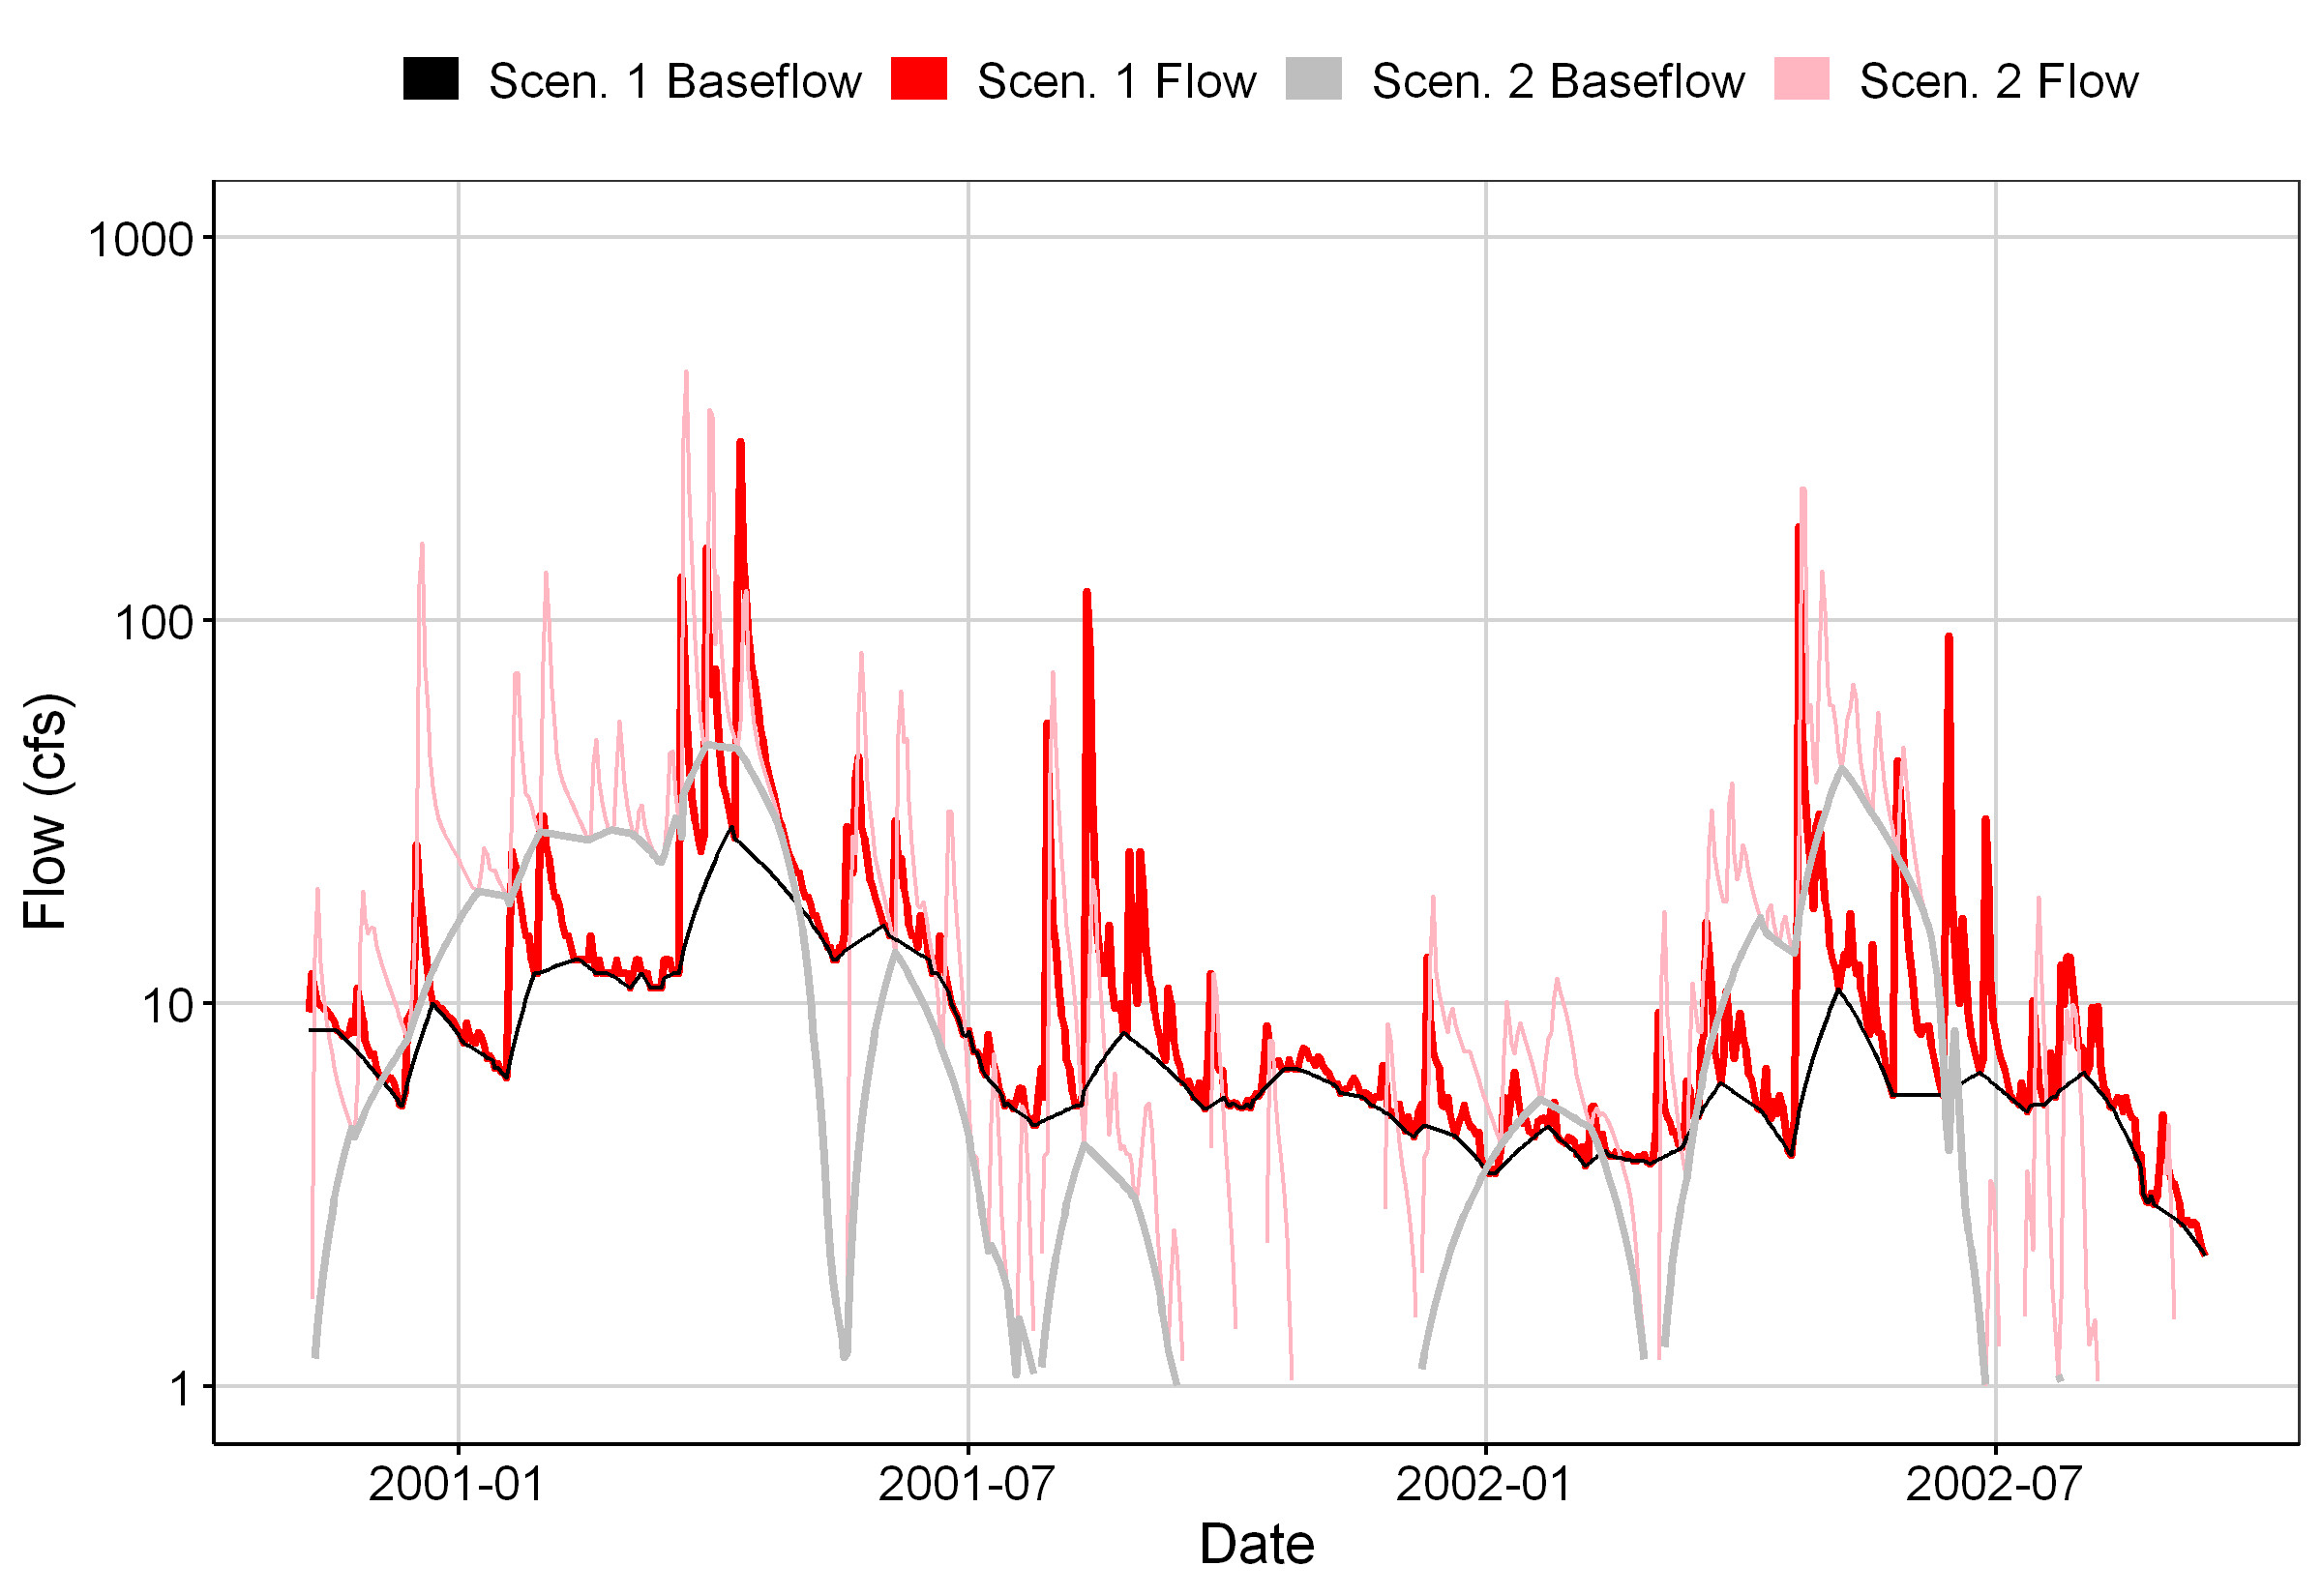 Scen. 1 Baseflow Scen. 1 Flow Scen. 2 Baseflow Scen. 2 Flow
1000
100
10
1
Flow (cfs)
2001-01 2001-07 2002-01 2002-07
Date